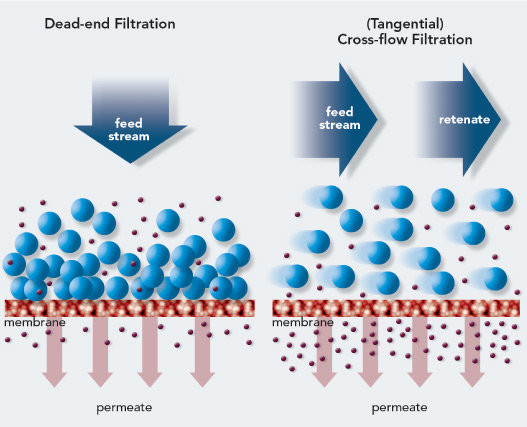 Dead-end Filtration
feed
stream
membrane
permeate
(Tangential)
Cross-flow Filtration
feed
stream
retenate
membrane
permeate